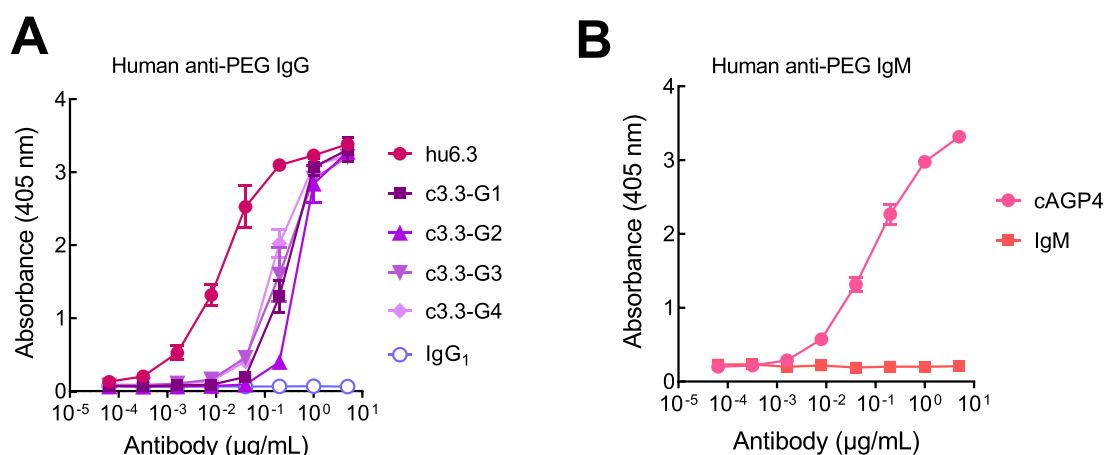 A
B
Human anti-PEG IgG
Human anti-PEG IgM
Absorbance (405 nm)
4
3
2
1
0
10-5 10-4 10-3 10-2 10-1 100 101
Antibody (µg/mL)
hu6.3
c3.3-G1
c3.3-G2
c3.3-G3
c3.3-G4
IgG1
Absorbance (405 nm)
4
3
2
1
0
10-5 10-4 10-3 10-2 10-1 100 101
Antibody (µg/mL)
cAGP4
IgM